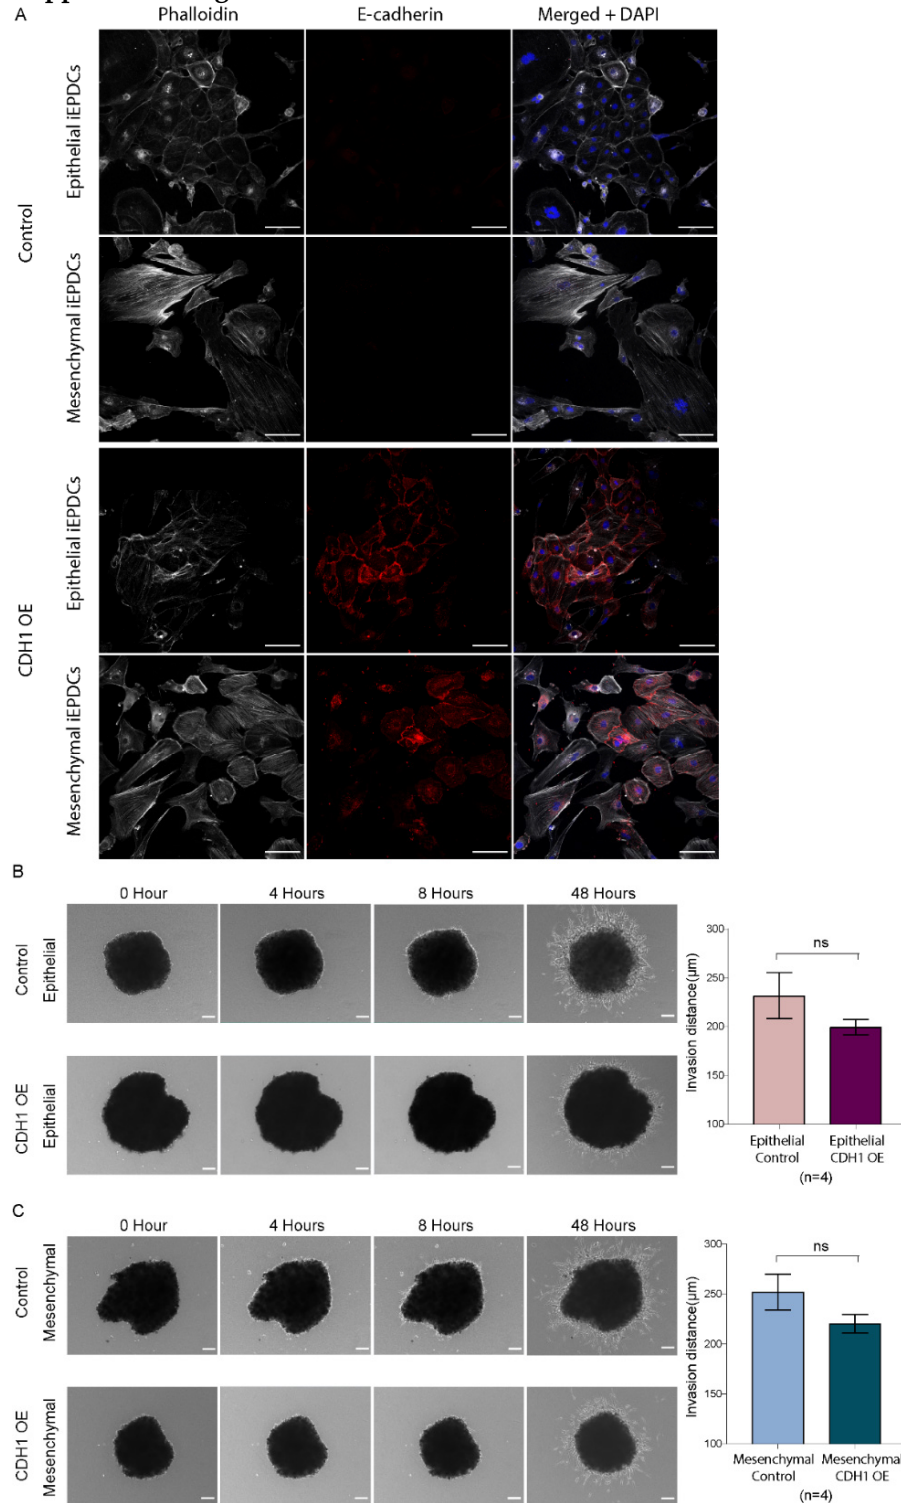 A
Phalloidin
E-cadherin
Merged + DAPI
Control
Epithelial iEPDCs
Mesenchymal iEPDCs
CDH1 OE
Epithelial iEPDCs
Mesenchymal iEPDCs
B
0 Hour
4 Hours
8 Hours
48 Hours
Control
Epithelial
CDH1 OE
Epithelial
Invasion distance(μm)
300
250
200
150
100
ns
Epithelial
Control
Epithelial
CDH1 OE
(n=4)
C
0 Hour
4 Hours
8 Hours
48 Hours
Control
Mesenchymal
CDH1 OE
Mesenchymal
Invasion distance(μm)
300
250
200
150
100
ns
Mesenchymal
Control
Mesenchymal
CDH1 OE
(n=4)